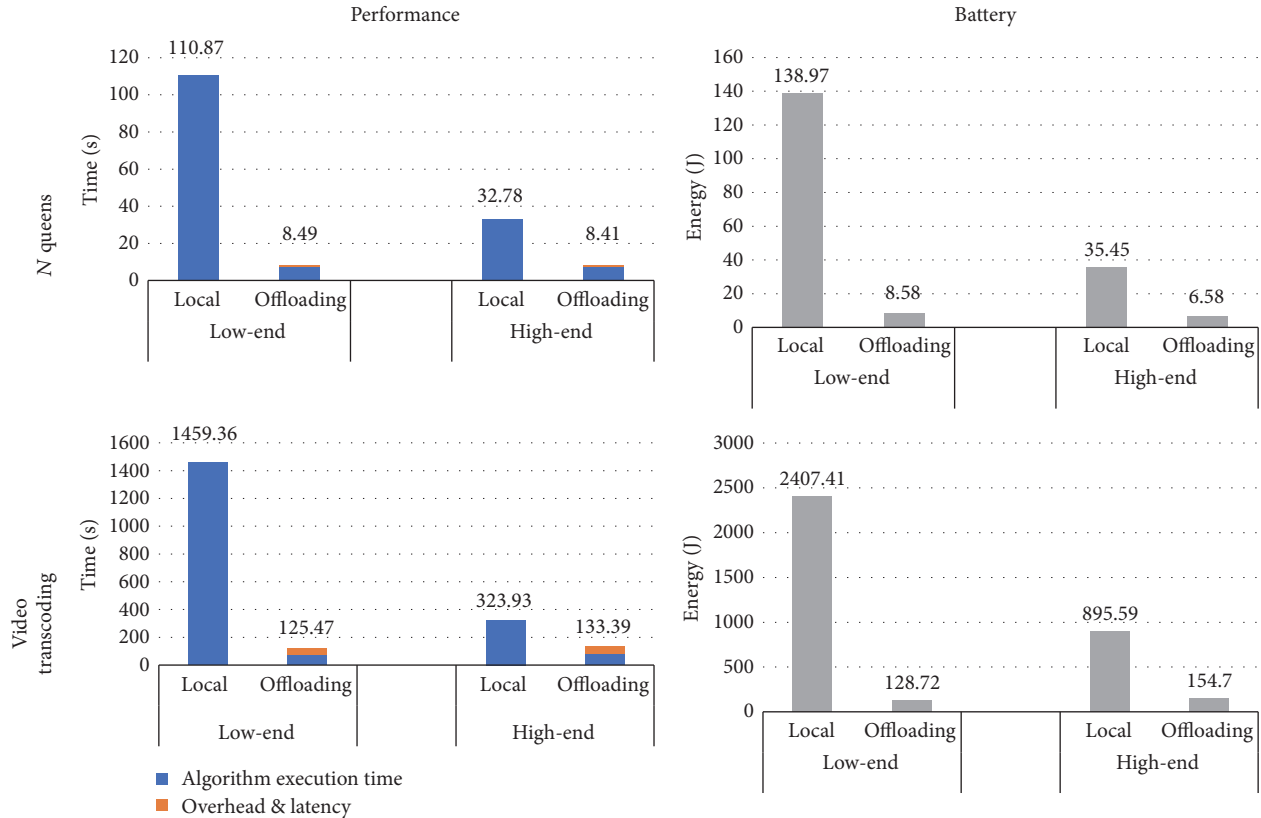 Performance
Battery
N queens
Time (s)
120
100
80
60
40
20
0
110.87
8.49
32.78
8.41
Local Offloading Local Offloading
Low-end High-end
Energy (J)
160
140
120
100
80
60
40
20
0
138.97
8.58
35.45
6.58
Local Offloading Local Offloading
Low-end High-end
Video
transcoding
Time (s)
1600
1400
1200
1000
800
600
400
200
0
1459.36
125.47
323.93
133.39
Local Offloading Local Offloading
Low-end High-end
Energy (J)
3000
2500
2000
1500
1000
500
0
2407.41
128.72
895.59
154.7
Local Offloading Local Offloading
Low-end High-end
Algorithm execution time
Overhead & latency